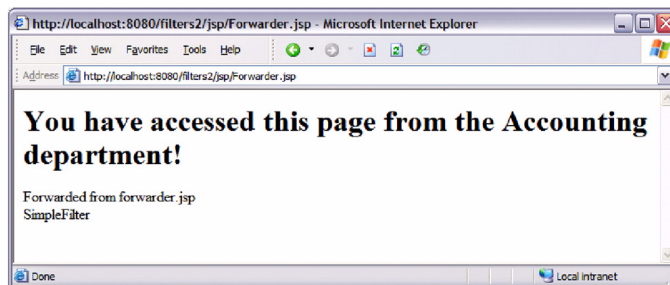 http://localhost:8080/filters2/jsp/Forwarder.jsp - Microsoft Internet Explorer
File Edit View Favorites Tools Help
Address http://localhost:8080/filters2/jsp/Forwarder.jsp
You have accessed this page from the Accounting
department!
Forwarded from forwarder.jsp
SimpleFilter
Done Local intranet